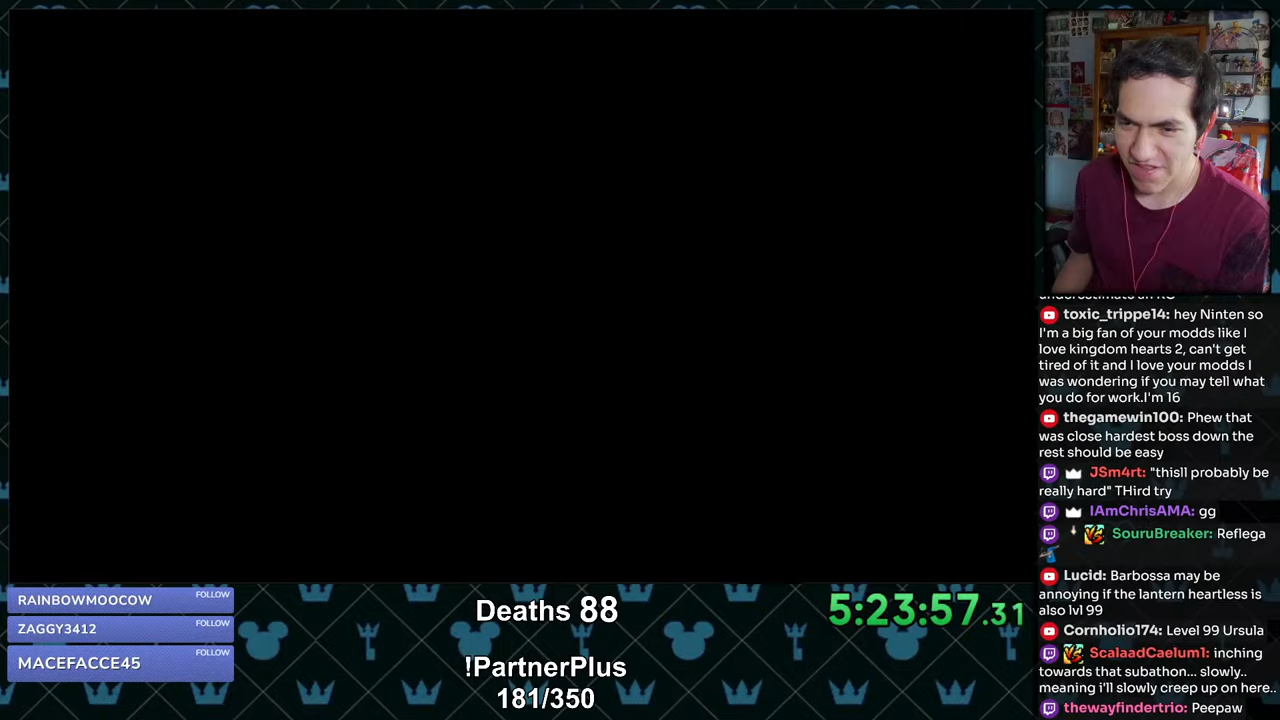 toxic_trippe14: hey Ninten so
I'm a big fan of your modds like I
love kingdom hearts 2, can't get
tired of it and I love your modds I
was wondering if you may tell what
you do for work.I'm 16
thegamewin100: Phew that
was close hardest boss down the
rest should be easy
JSm4rt: "thisll probably be
really hard" THird try
IAmChrisAMA: gg
SouruBreaker: Reflega
Lucid: Barbossa may be
annoying if the lantern heartless is
also lvl 99
Cornholio174: Level 99 Ursula
ScalaadCaelum1: inching
towards that subathon... slowly..
meaning i'll slowly creep up on here..
thewayfindertrio: Peepaw
RAINBOWMOOCOW FOLLOW
ZAGGY3412 FOLLOW
MACEFACCE45 FOLLOW
Deaths 88
!PartnerPlus
181/350
5:23:57.31